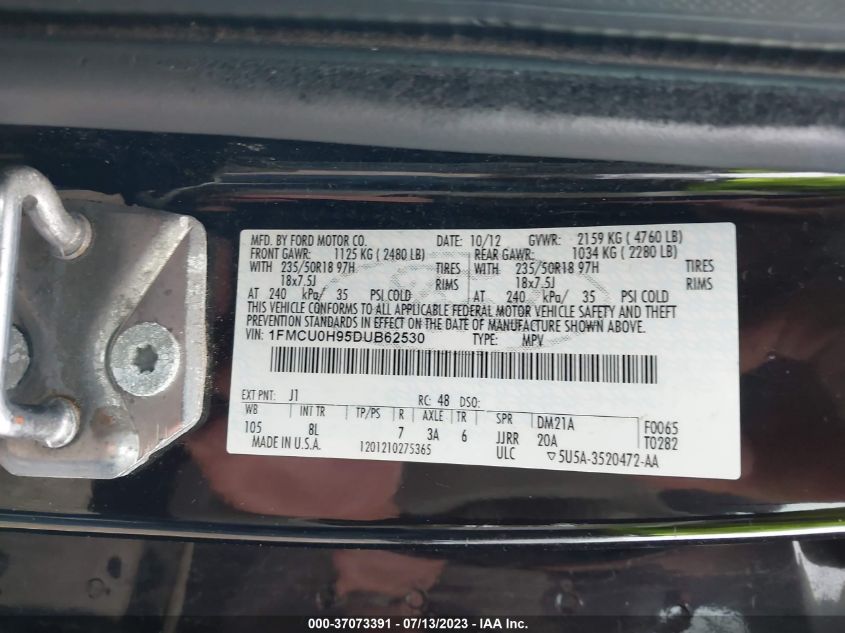 MFD. BY FORD MOTOR CO. DATE: 10/12 GVWR: 2159 KG ( 4760 LB)
FRONT GAWR: 1125 KG ( 2480 LB) REAR GAWR: 1034 KG ( 2280 LB)
WITH 235/50R18 97H TIRES WITH 235/50R18 97H TIRES
18x7.5J RIMS 18x7.5J RIMS
AT 240 kPa/ 35 PSI COLD AT 240 kPa/ 35 PSI COLD
THIS VEHICLE CONFORMS TO ALL APPLICABLE FEDERAL MOTOR VEHICLE SAFETY AND THEFT
PREVENTION STANDARDS IN EFFECT ON THE DATE OF MANUFACTURE SHOWN ABOVE.
VIN: 1FMCU0H95DUB62530 TYPE: MPV
EXT PNT: J1 RC: 48 DSO:
WB INT TR TP/PS R AXLE TR SPR DM21A F0065
105 8L 7 3A 6 JJRR 20A T0282
MADE IN U.S.A. 1201210275365 ULC ▽5U5A-3520472-AA
000-37073391 - 07/13/2023 - IAA Inc.